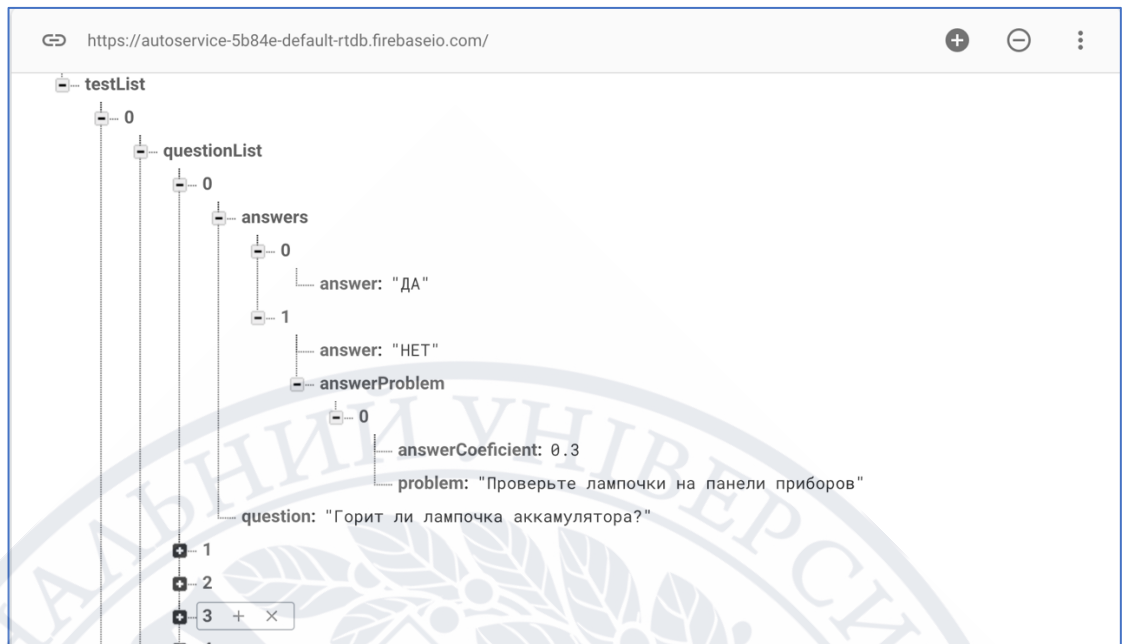 https://autoservice-5b84e-default-rtdb.firebaseio.com/
testList
0
questionList
0
answers
0
answer: "ДА"
1
answer: "НЕТ"
answerProblem
0
answerCoeficient: 0.3
problem: "Проверьте лампочки на панели приборов"
question: "Горит ли лампочка аккамулятора?"
1
2
3